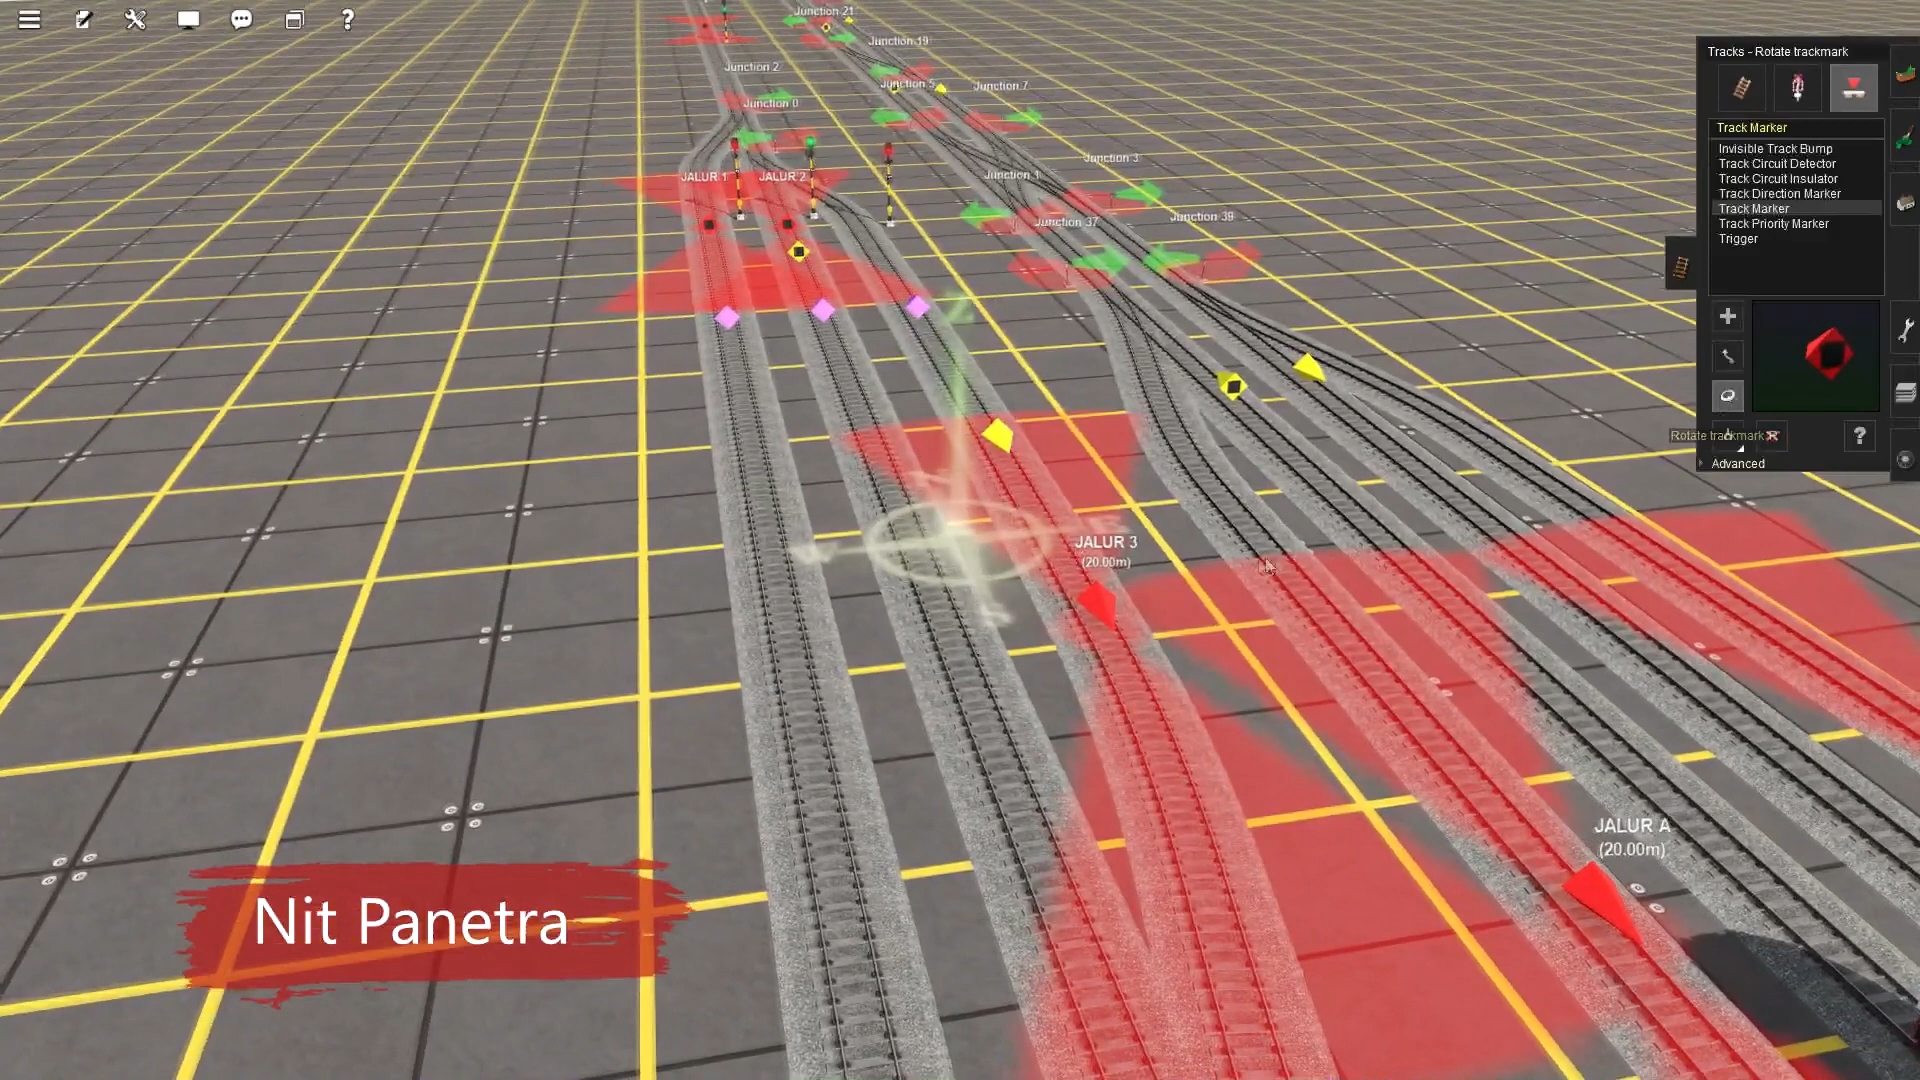 Junction 21
Junction 19
Junction 2
Junction 5
Junction 7
Junction 0
Junction 3
JALUR 1
JALUR 2
Junction 1
Junction 37
Junction 39
JALUR 3
(20.00m)
JALUR A
(20.00m)
Nit Panetra
Tracks - Rotate trackmark
Track Marker
Invisible Track Bump
Track Circuit Detector
Track Circuit Insulator
Track Direction Marker
Track Marker
Track Priority Marker
Trigger
Rotate trackmark
?
Advanced
?